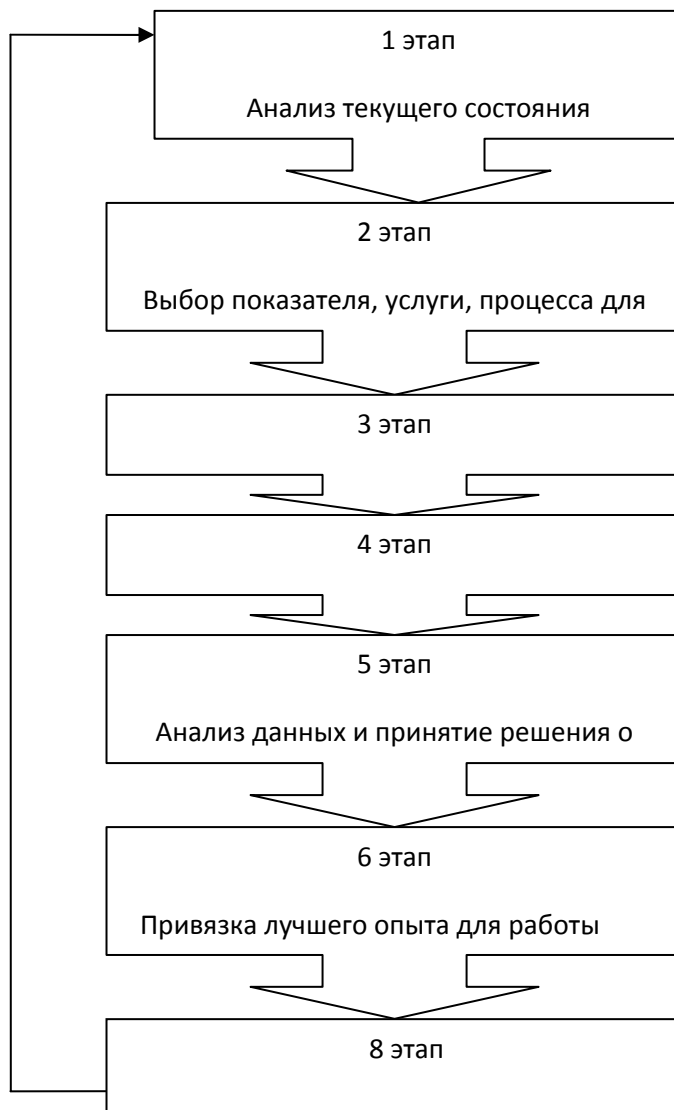 1 этап
Анализ текущего состояния
2 этап
Выбор показателя, услуги, процесса для
3 этап
4 этап
5 этап
Анализ данных и принятие решения о
6 этап
Привязка лучшего опыта для работы
8 этап